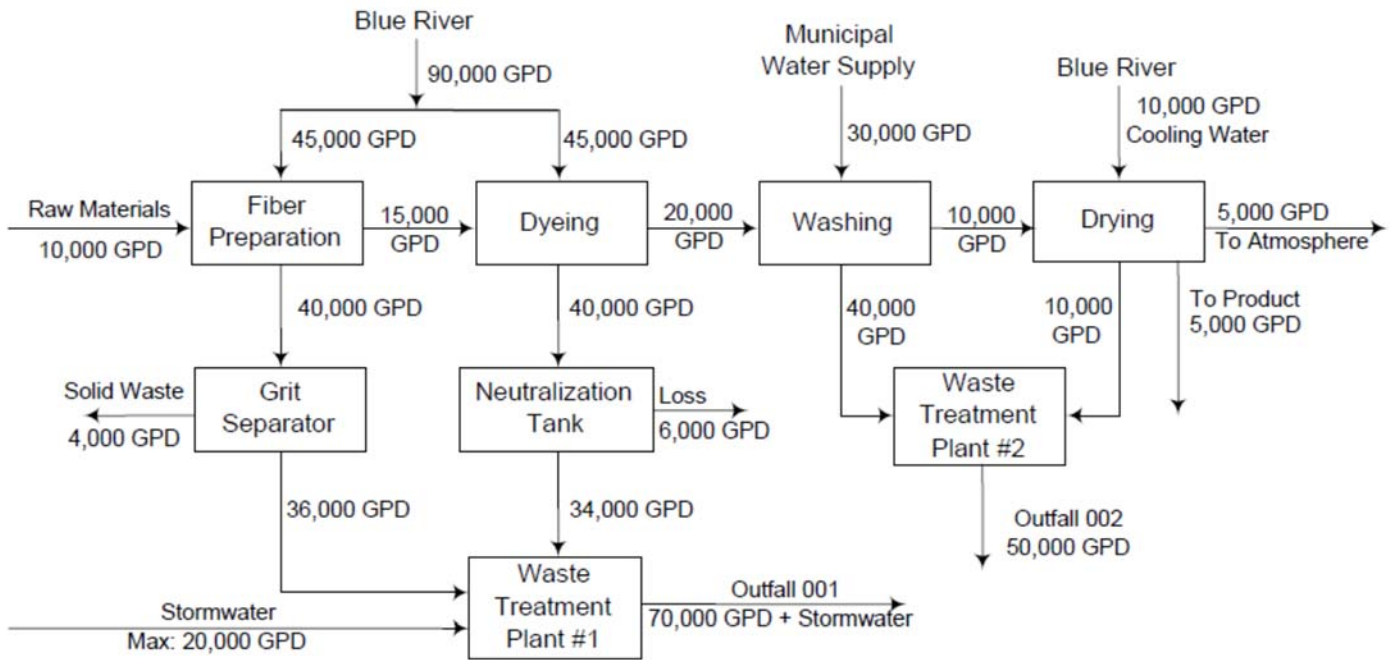 Blue River
90,000 GPD
45,000 GPD
45,000 GPD
Municipal
Water Supply
30,000 GPD
Blue River
10,000 GPD
Cooling Water
Raw Materials
10,000 GPD
Fiber
Preparation
15,000
GPD
Dyeing
20,000
GPD
Washing
10,000
GPD
Drying
5,000 GPD
To Atmosphere
40,000 GPD
40,000 GPD
40,000
GPD
10,000
GPD
To Product
5,000 GPD
Solid Waste
4,000 GPD
Grit
Separator
Neutralization
Tank
Loss
6,000 GPD
Waste
Treatment
Plant #2
36,000 GPD
34,000 GPD
Outfall 002
50,000 GPD
Stormwater
Max: 20,000 GPD
Waste
Treatment
Plant #1
Outfall 001
70,000 GPD + Stormwater